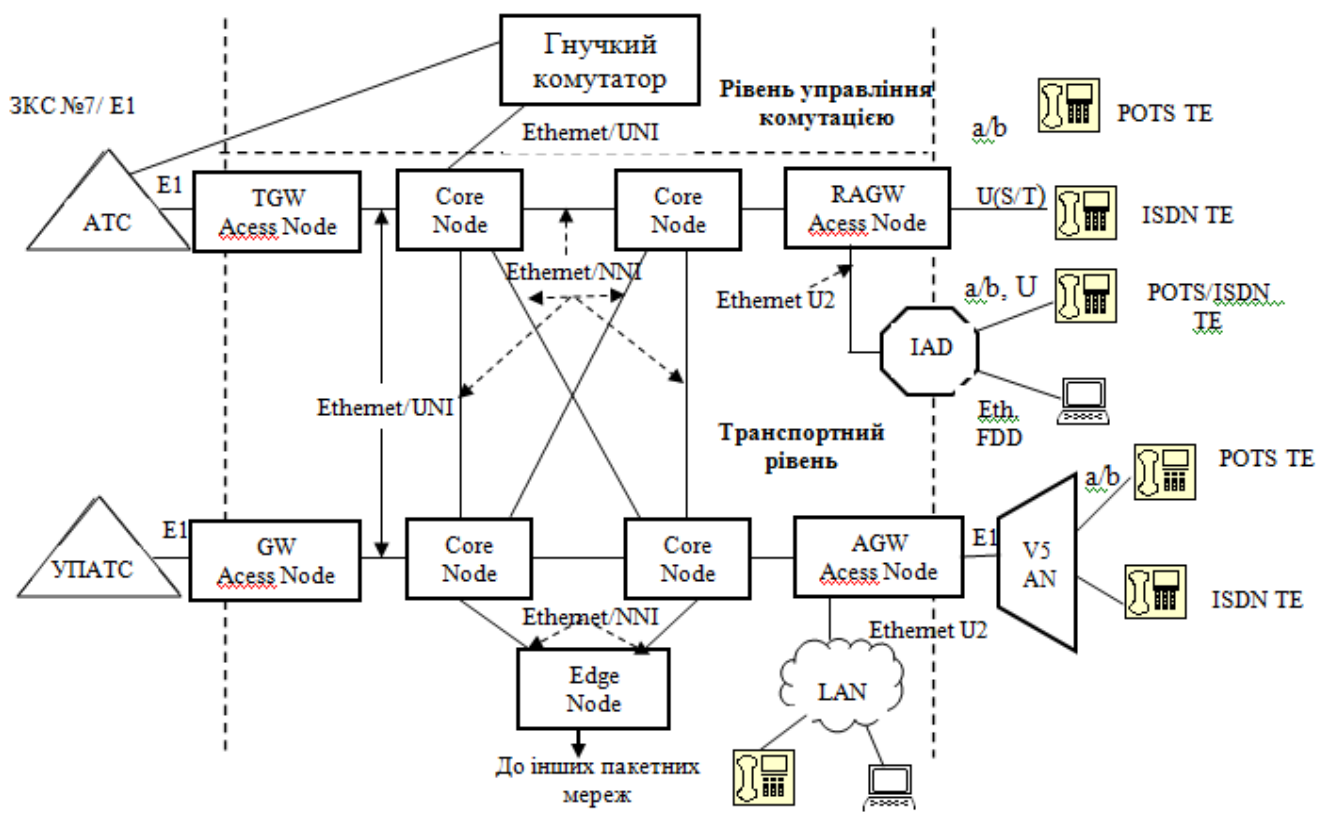 Гнучкий
комутатор
ЗКС №7/ E1
Рівень управління
комутацією
Ethernet/UNI
a/b
POTS TE
E1
АТС
TGW
Acess Node
Core
Node
Core
Node
RAGW
Acess Node
U(S/T)
ISDN TE
Ethernet/NNI
Ethernet U2
a/b, U
POTS/ISDN
TE
IAD
Ethernet/UNI
Eth.
FDD
Транспортний
рівень
POTS TE
a/b
E1
УПАТС
GW
Acess Node
Core
Node
Core
Node
AGW
Acess Node
E1
V5
AN
ISDN TE
Ethernet/NNI
Ethernet U2
Edge
Node
LAN
До інших пакетних
мереж